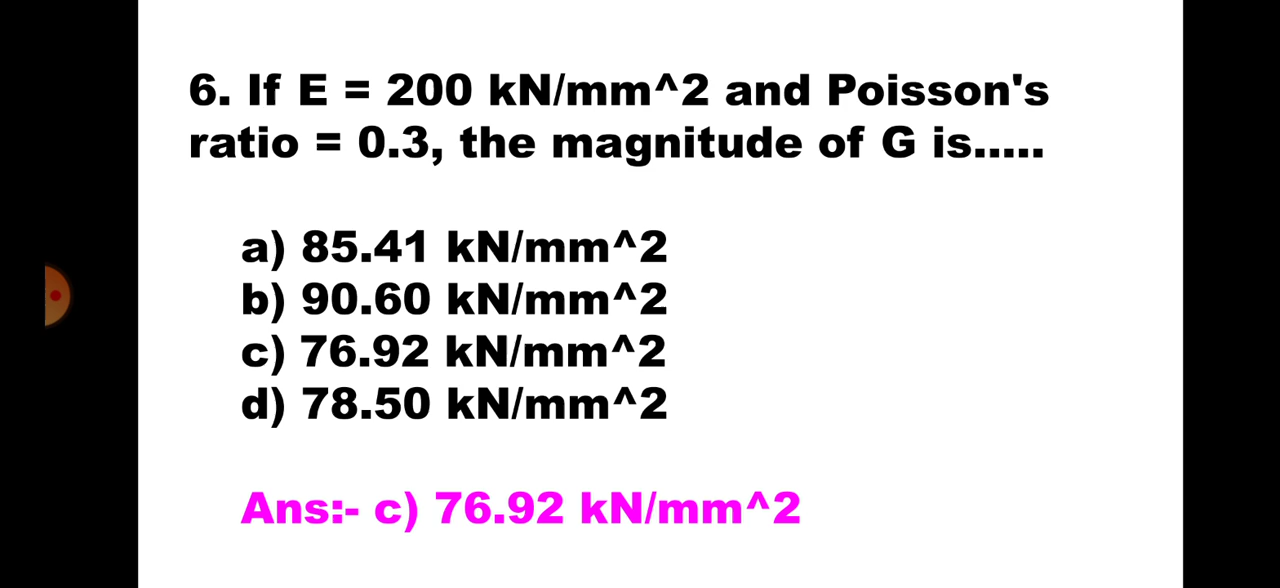 6. If E = 200 kN/mm^2 and Poisson's
ratio = 0.3, the magnitude of G is.....
a) 85.41 kN/mm^2
b) 90.60 kN/mm^2
c) 76.92 kN/mm^2
d) 78.50 kN/mm^2
Ans:- c) 76.92 kN/mm^2